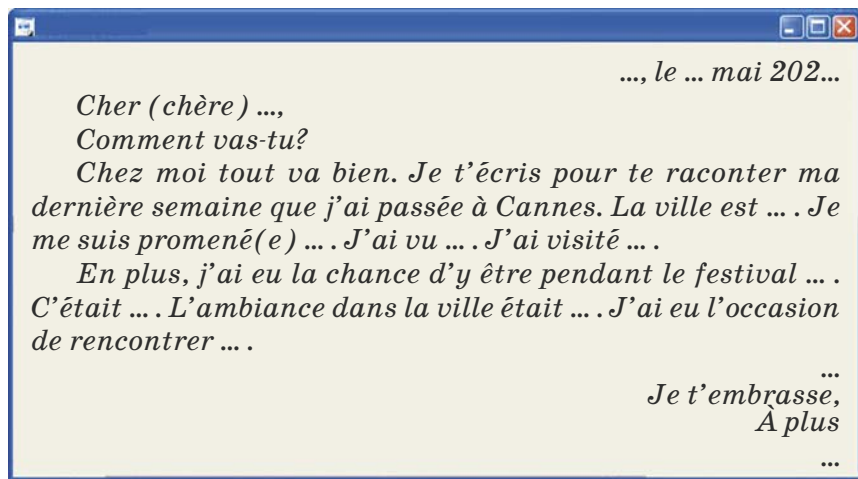 ..., le ... mai 202...
Cher (chère) ...,
Comment vas-tu?
Chez moi tout va bien. Je t'écris pour te raconter ma
dernière semaine que j'ai passée à Cannes. La ville est ... . Je
me suis promené(e) ... . J'ai vu ... . J'ai visité ... .
En plus, j'ai eu la chance d'y être pendant le festival ... .
C'était ... . L'ambiance dans la ville était ... . J'ai eu l'occasion
de rencontrer ... .
...
Je t'embrasse,
À plus
...